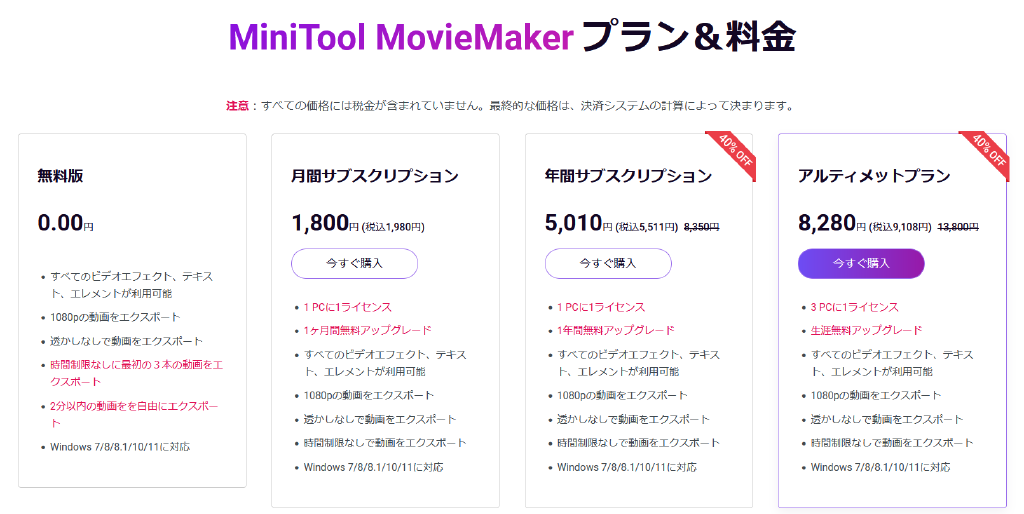 MiniTool MovieMaker プラン＆料金
注意：すべての価格には税金が含まれていません。最終的な価格は、決済システムの計算によって決まります。
無料版
0.00円
• すべてのビデオエフェクト、テキス
ト、エレメントが利用可能
• 1080pの動画をエクスポート
• 透かしなしで動画をエクスポート
• 時間制限なしに最初の３本の動画をエ
クスポート
• 2分以内の動画をを自由にエクスポー
ト
• Windows 7/8/8.1/10/11に対応
月間サブスクリプション
1,800円 (税込1,980円)
今すぐ購入
• 1 PCに1ライセンス
• 1ヶ月間無料アップグレード
• すべてのビデオエフェクト、テキス
ト、エレメントが利用可能
• 1080pの動画をエクスポート
• 透かしなしで動画をエクスポート
• 時間制限なしで動画をエクスポート
• Windows 7/8/8.1/10/11に対応
40% OFF
年間サブスクリプション
5,010円 (税込5,511円) 8,350円
今すぐ購入
• 1 PCに1ライセンス
• 1年間無料アップグレード
• すべてのビデオエフェクト、テキス
ト、エレメントが利用可能
• 1080pの動画をエクスポート
• 透かしなしで動画をエクスポート
• 時間制限なしで動画をエクスポート
• Windows 7/8/8.1/10/11に対応
40% OFF
アルティメットプラン
8,280円 (税込9,108円) 13,800円
今すぐ購入
• 3 PCに1ライセンス
• 生涯無料アップグレード
• すべてのビデオエフェクト、テキス
ト、エレメントが利用可能
• 1080pの動画をエクスポート
• 透かしなしで動画をエクスポート
• 時間制限なしで動画をエクスポート
• Windows 7/8/8.1/10/11に対応